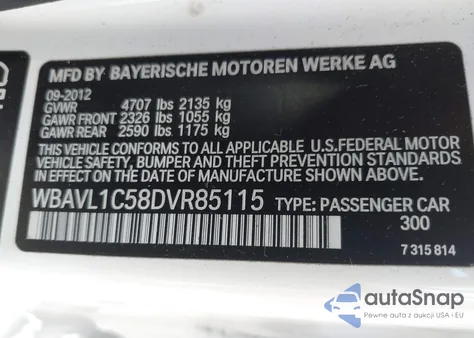 MFD BY BAYERISCHE MOTOREN WERKE AG
09-2012
GVWR 4707 lbs 2135 kg
GAWR FRONT 2326 lbs 1055 kg
GAWR REAR 2590 lbs 1175 kg
THIS VEHICLE CONFORMS TO ALL APPLICABLE U.S.FEDERAL MOTOR
VEHICLE SAFETY, BUMPER AND THEFT PREVENTION STANDARDS
IN EFFECT ON THE DATE OF MANUFACTURE SHOWN ABOVE.
WBAVL1C58DVR85115 TYPE: PASSENGER CAR
300
7 315 814
autoSnap
Pewne auta z aukcji USA i EU